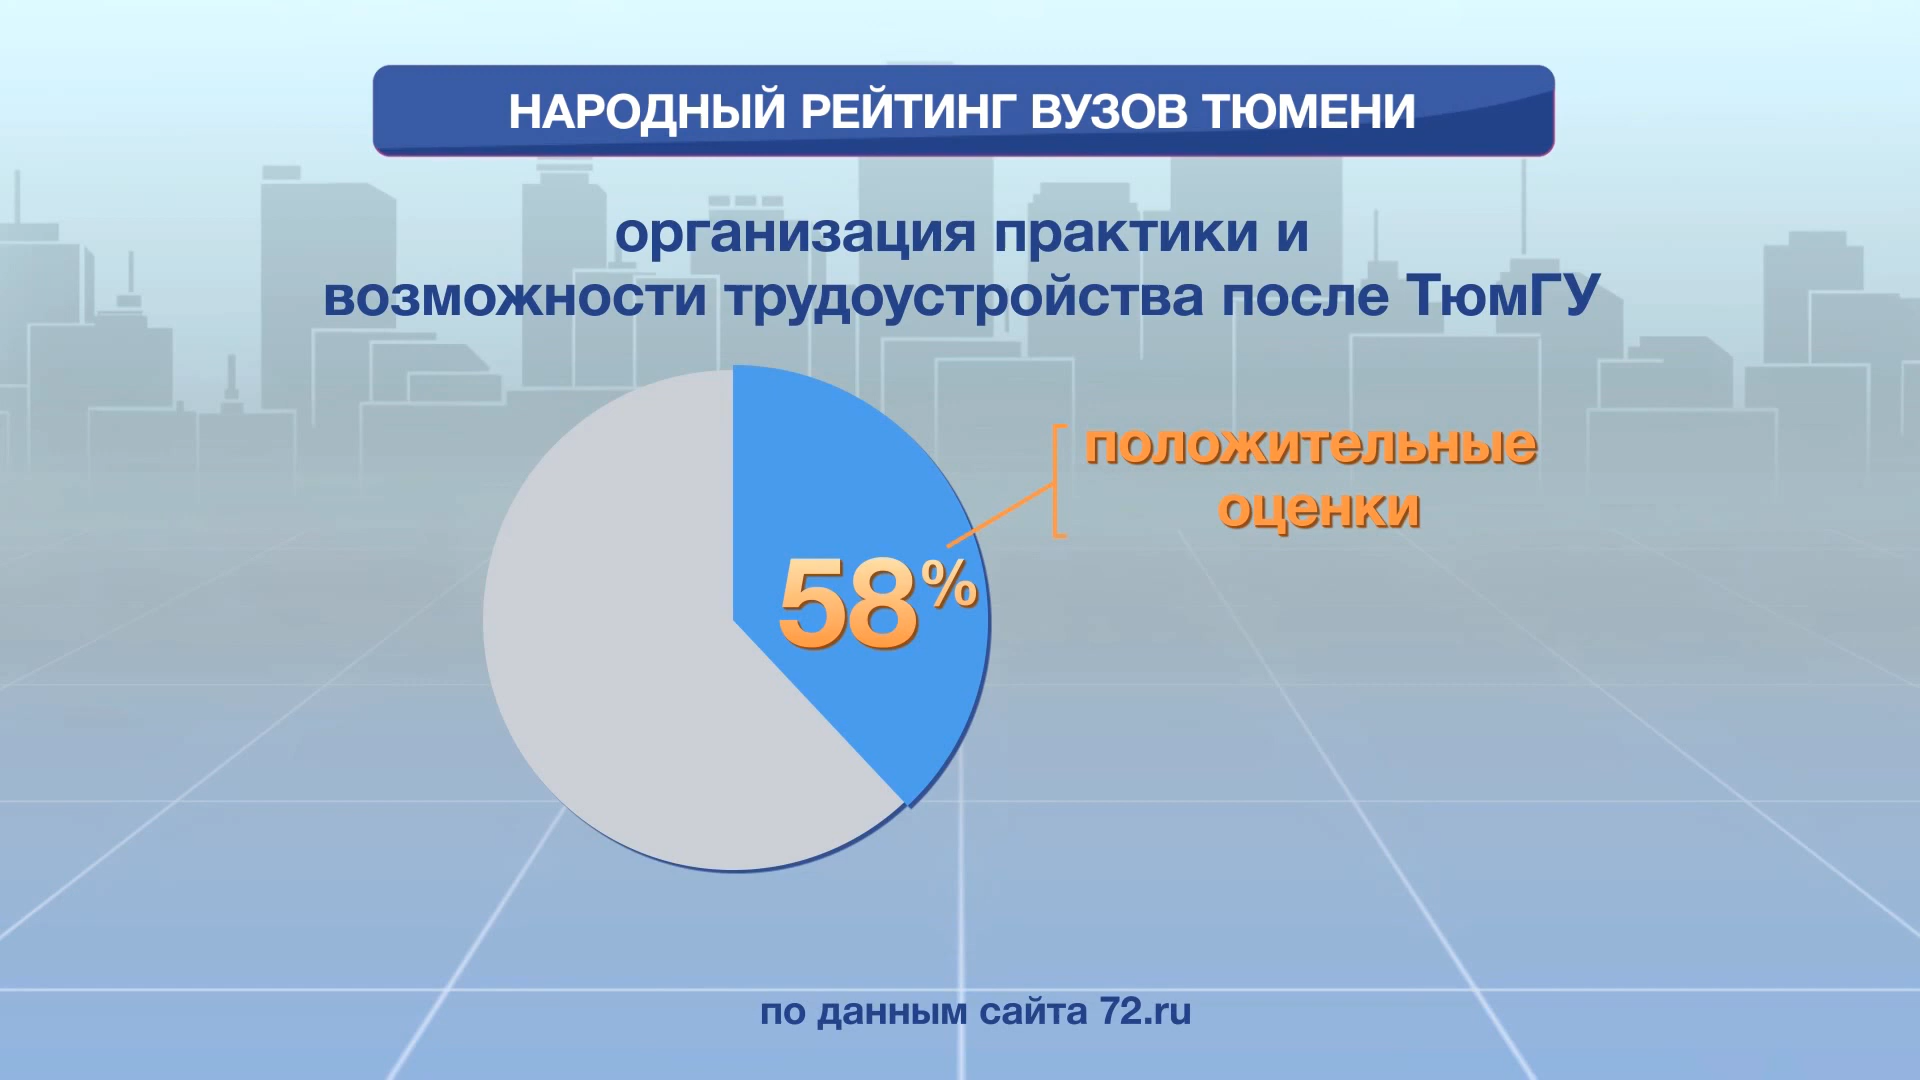 НАРОДНЫЙ РЕЙТИНГ ВУЗОВ ТЮМЕНИ
организация практики и
возможности трудоустройства после ТюмГУ
положительные
оценки
58%
по данным сайта 72.ru